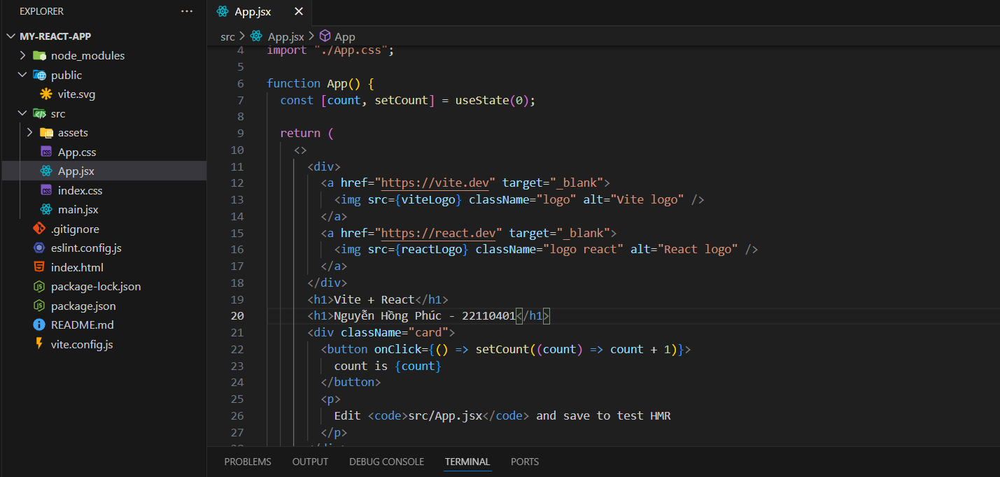 EXPLORER
···
MY-REACT-APP
node_modules
public
vite.svg
src
assets
App.css
App.jsx
index.css
main.jsx
.gitignore
eslint.config.js
index.html
package-lock.json
package.json
README.md
vite.config.js
App.jsx
src > App.jsx > App
4 import "./App.css";
5
6 function App() {
7 const [count, setCount] = useState(0);
8
9 return (
10 <>
11 <div>
12 <a href="https://vite.dev" target="_blank">
13 <img src={viteLogo} className="logo" alt="Vite logo" />
14 </a>
15 <a href="https://react.dev" target="_blank">
16 <img src={reactLogo} className="logo react" alt="React logo" />
17 </a>
18 </div>
19 <h1>Vite + React</h1>
20 <h1>Nguyễn Hồng Phúc - 22110401</h1>
21 <div className="card">
22 <button onClick={() => setCount((count) => count + 1)}>
23 count is {count}
24 </button>
25 <p>
26 Edit <code>src/App.jsx</code> and save to test HMR
27 </p>
PROBLEMS OUTPUT DEBUG CONSOLE TERMINAL PORTS